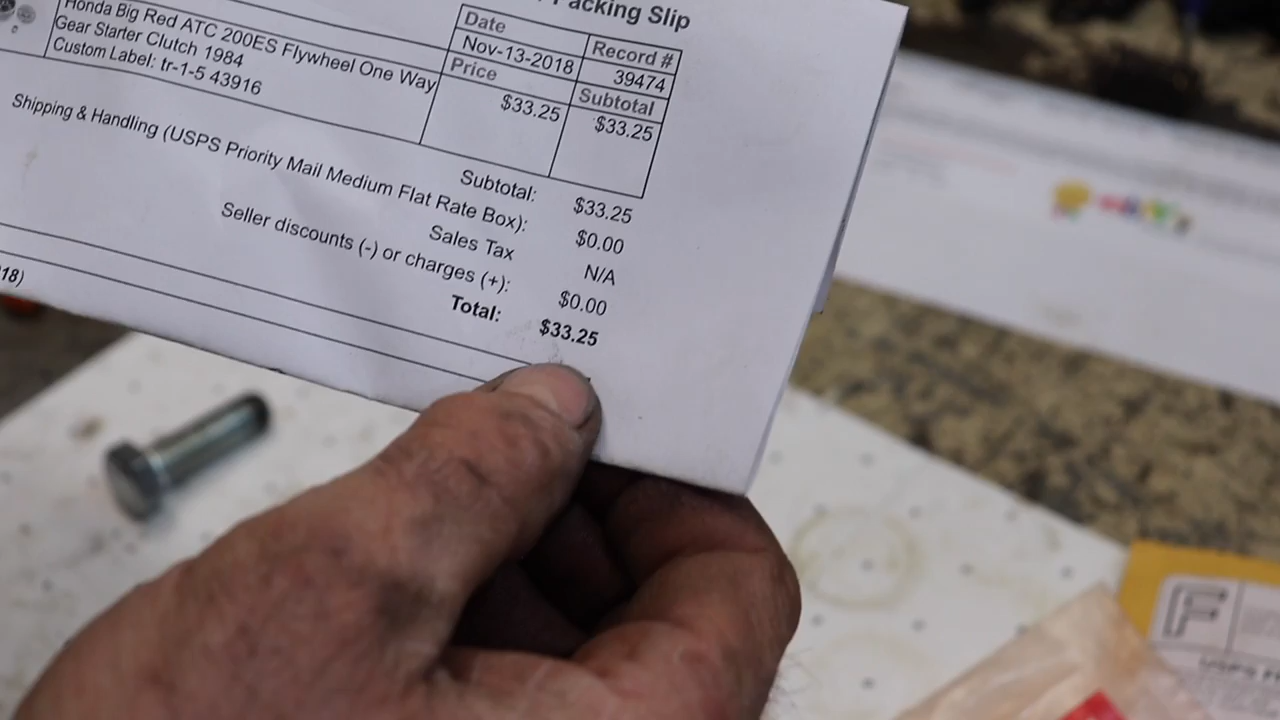 Packing Slip
Date
Record #
Nov-13-2018
39474
Price
Subtotal
Honda Big Red ATC 200ES Flywheel One Way
Gear Starter Clutch 1984
Custom Label: tr-1-5 43916
$33.25
$33.25
Subtotal:
$33.25
Shipping & Handling (USPS Priority Mail Medium Flat Rate Box):
$0.00
Sales Tax
N/A
Seller discounts (-) or charges (+):
$0.00
Total:
$33.25
18)
F